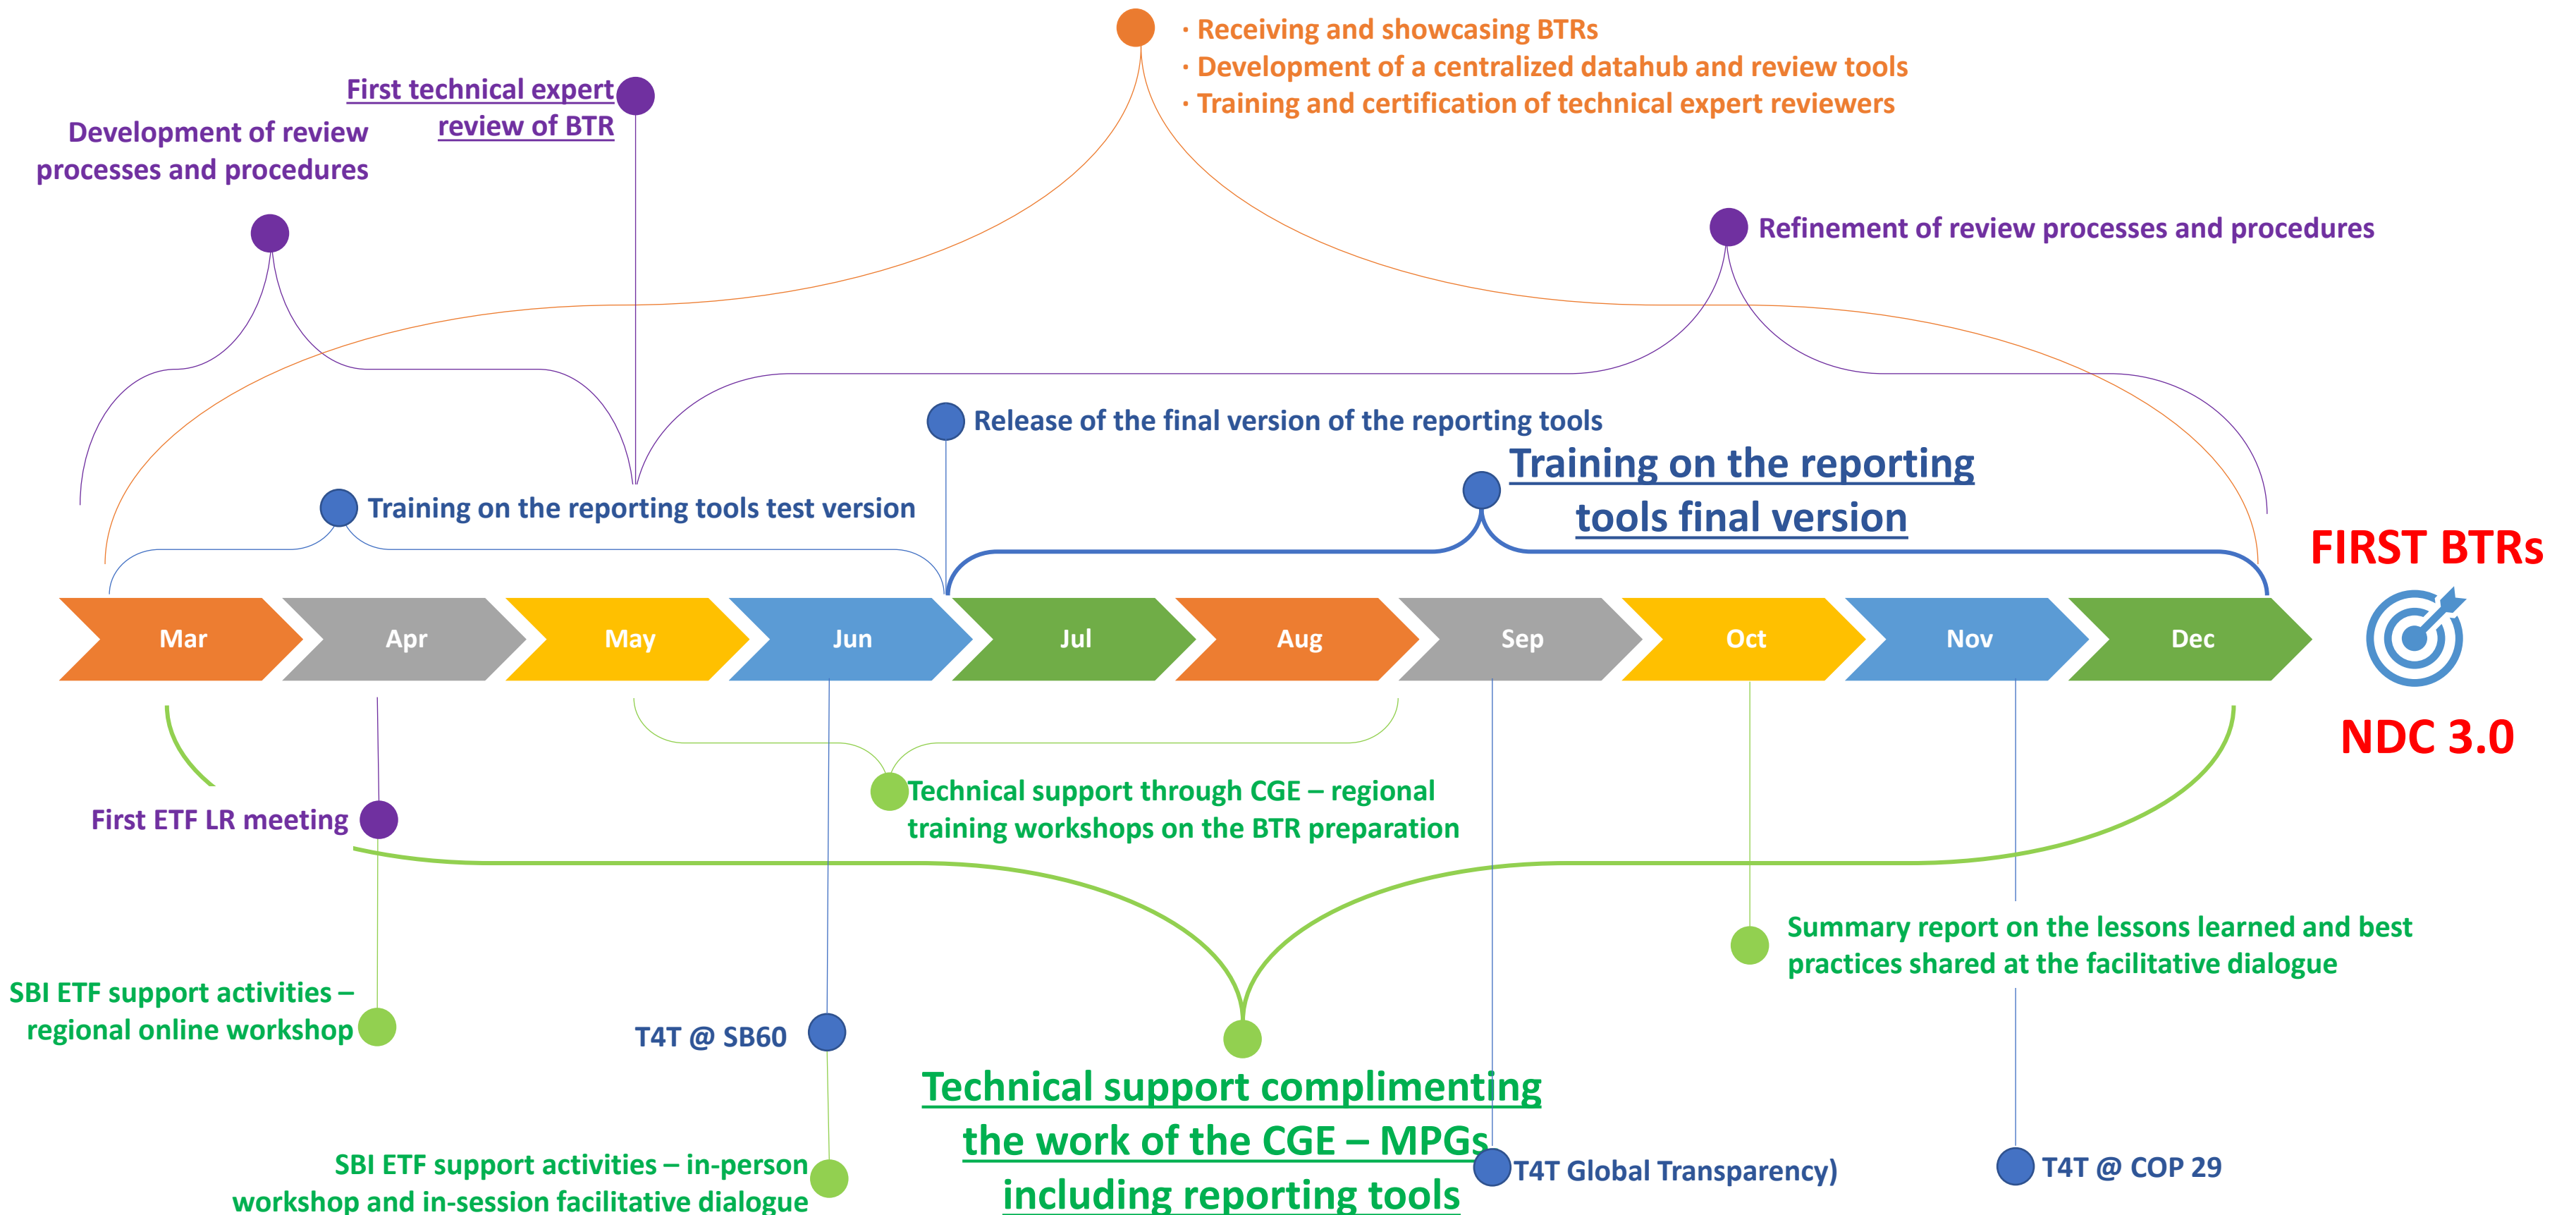 · Receiving and showcasing BTRs
· Development of a centralized datahub and review tools
· Training and certification of technical expert reviewers
First technical expert
review of BTR
Development of review
processes and procedures
Refinement of review processes and procedures
Release of the final version of the reporting tools
Training on the reporting
tools final version
Training on the reporting tools test version
FIRST BTRs
Mar
Apr
May
Jun
Jul
Aug
Sep
Oct
Nov
Dec
NDC 3.0
Technical support through CGE – regional
training workshops on the BTR preparation
First ETF LR meeting
Summary report on the lessons learned and best
practices shared at the facilitative dialogue
SBI ETF support activities –
regional online workshop
T4T @ SB60
Technical support complimenting
the work of the CGE – MPGs
including reporting tools
SBI ETF support activities – in-person
workshop and in-session facilitative dialogue
T4T Global Transparency)
T4T @ COP 29